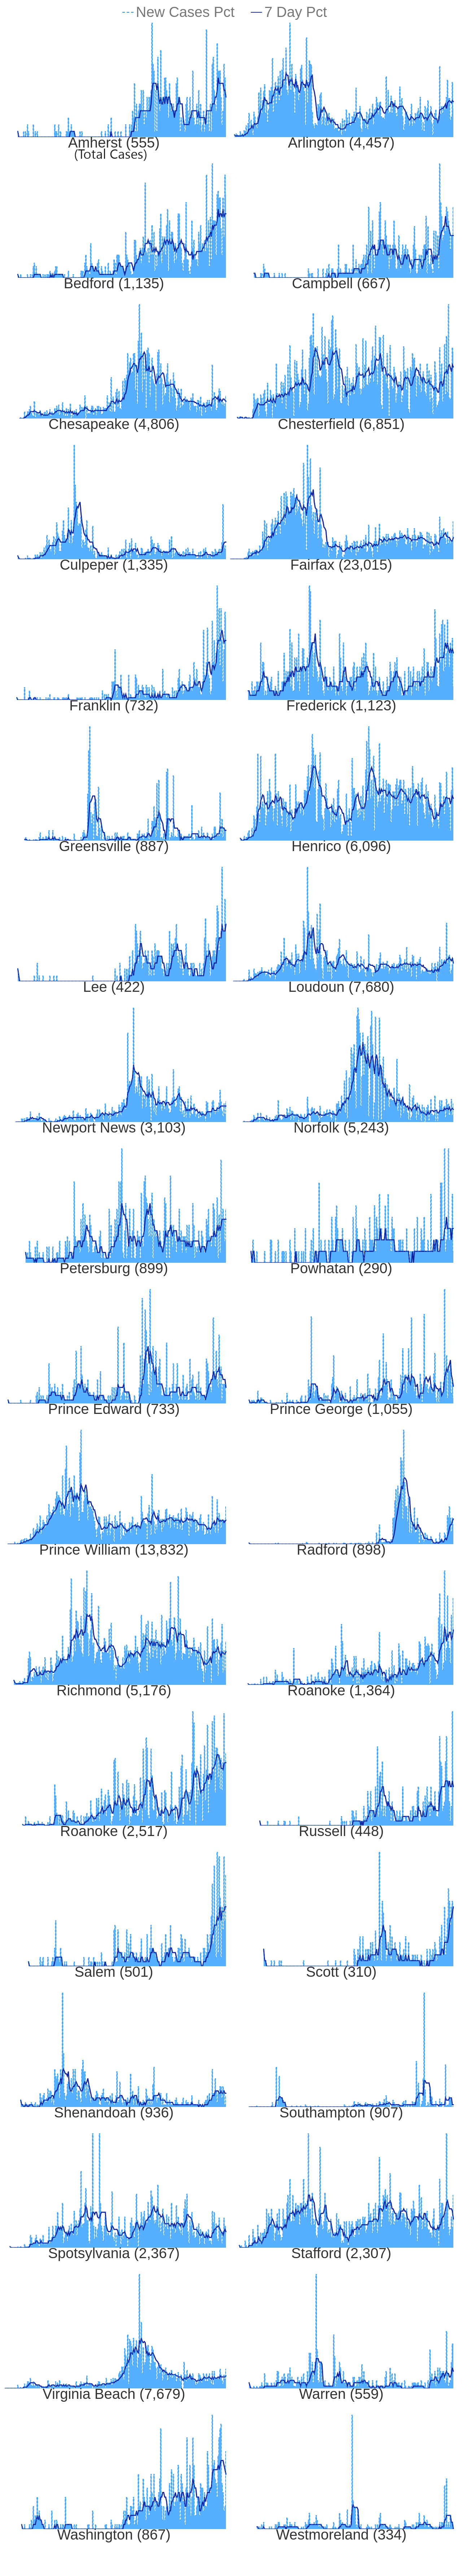 New Cases Pct 7 Day Pct
Amherst (555) Arlington (4,457)
(Total Cases)
Bedford (1,135) Campbell (667)
Chesapeake (4,806) Chesterfield (6,851)
Culpeper (1,335) Fairfax (23,015)
Franklin (732) Frederick (1,123)
Greensville (887) Henrico (6,096)
Lee (422) Loudoun (7,680)
Newport News (3,103) Norfolk (5,243)
Petersburg (899) Powhatan (290)
Prince Edward (733) Prince George (1,055)
Prince William (13,832) Radford (898)
Richmond (5,176) Roanoke (1,364)
Roanoke (2,517) Russell (448)
Salem (501) Scott (310)
Shenandoah (936) Southampton (907)
Spotsylvania (2,367) Stafford (2,307)
Virginia Beach (7,679) Warren (559)
Washington (867) Westmoreland (334)